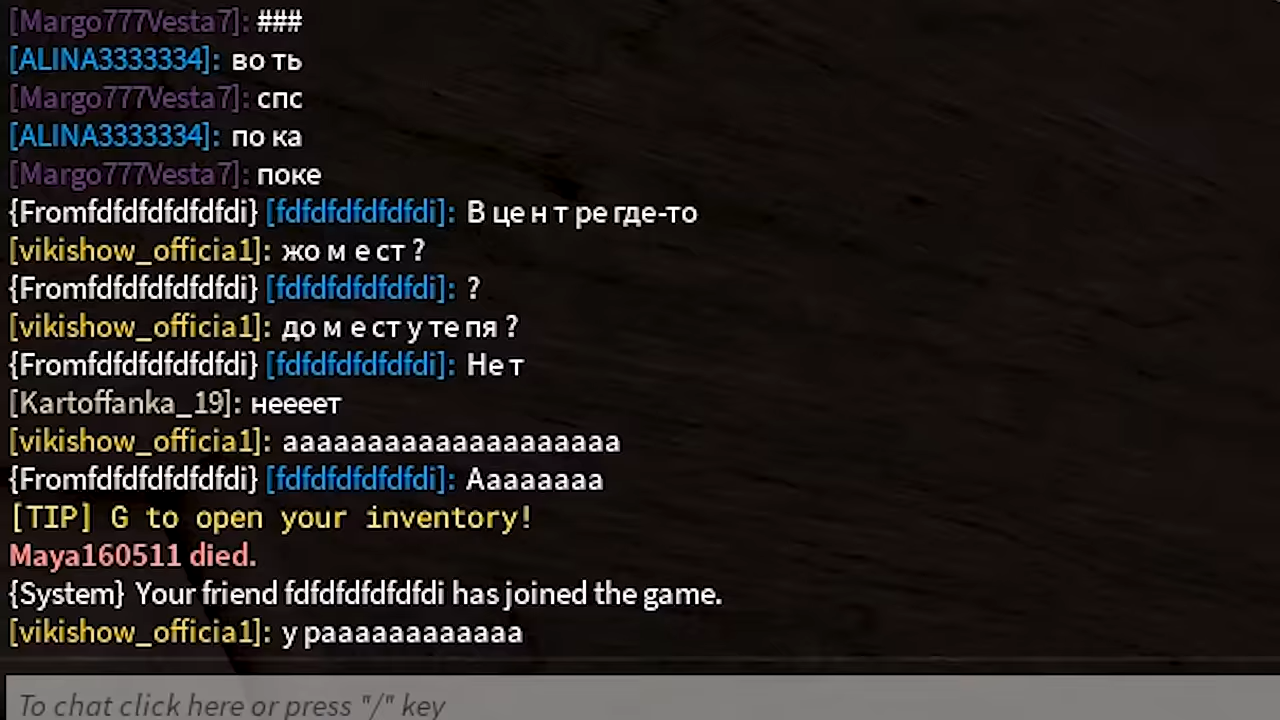 [Margo777Vesta7]: ###
[ALINA3333334]: во ть
[Margo777Vesta7]: спс
[ALINA3333334]: по ка
[Margo777Vesta7]: поке
{Fromfdfdfdfdfdfdi} [fdfdfdfdfdfdi]: В це н т ре где-то
[vikishow_officia1]: жо м е ст ?
{Fromfdfdfdfdfdfdi} [fdfdfdfdfdfdi]: ?
[vikishow_officia1]: до м е ст у те пя ?
{Fromfdfdfdfdfdfdi} [fdfdfdfdfdfdi]: Не т
[Kartoffanka_19]: неееет
[vikishow_officia1]: ааааааааааааааааааа
{Fromfdfdfdfdfdfdi} [fdfdfdfdfdfdi]: Аааааааа
[TIP] G to open your inventory!
Maya160511 died.
{System} Your friend fdfdfdfdfdfdi has joined the game.
[vikishow_officia1]: у раааааааааааа
To chat click here or press "/" key